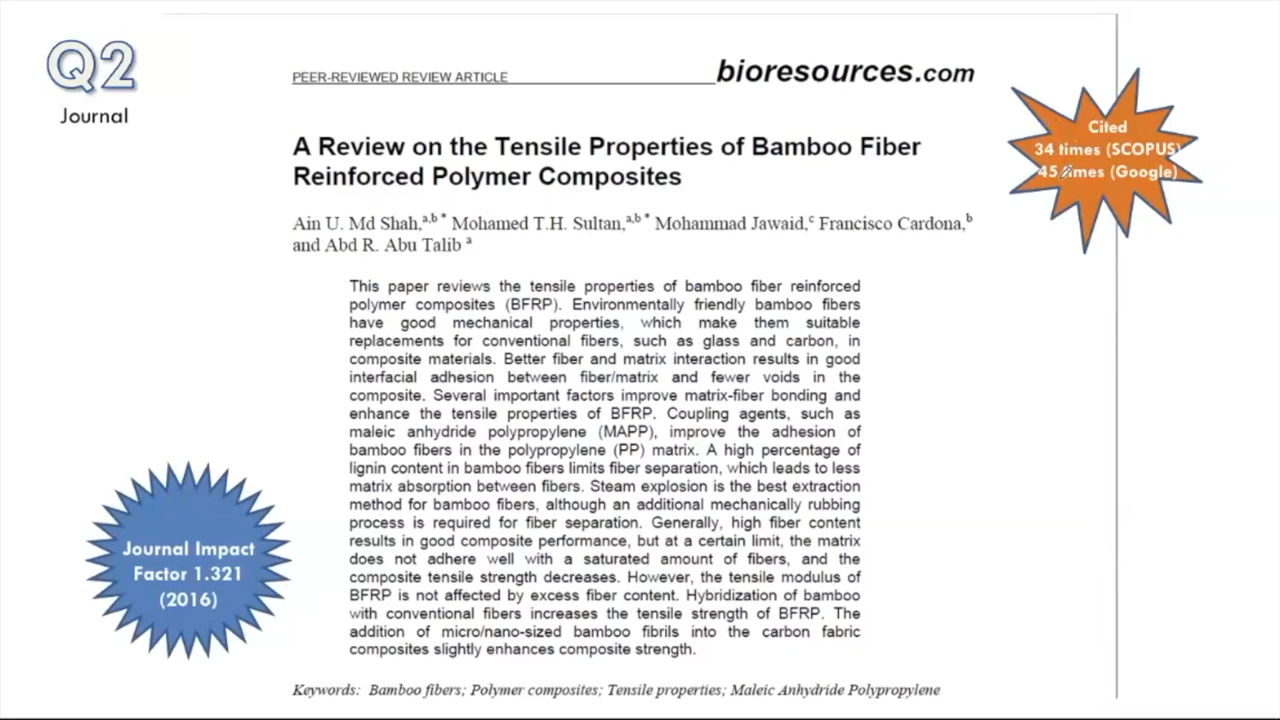 Q2
Journal
PEER-REVIEWED REVIEW ARTICLE
bioresources.com
Cited
34 times (SCOPUS)
45 times (Google)
A Review on the Tensile Properties of Bamboo Fiber
Reinforced Polymer Composites
Ain U. Md Shah,a,b * Mohamed T.H. Sultan,a,b * Mohammad Jawaid,c Francisco Cardona,b
and Abd R. Abu Talib a
This paper reviews the tensile properties of bamboo fiber reinforced
polymer composites (BFRP). Environmentally friendly bamboo fibers
have good mechanical properties, which make them suitable
replacements for conventional fibers, such as glass and carbon, in
composite materials. Better fiber and matrix interaction results in good
interfacial adhesion between fiber/matrix and fewer voids in the
composite. Several important factors improve matrix-fiber bonding and
enhance the tensile properties of BFRP. Coupling agents, such as
maleic anhydride polypropylene (MAPP), improve the adhesion of
bamboo fibers in the polypropylene (PP) matrix. A high percentage of
lignin content in bamboo fibers limits fiber separation, which leads to less
matrix absorption between fibers. Steam explosion is the best extraction
method for bamboo fibers, although an additional mechanically rubbing
process is required for fiber separation. Generally, high fiber content
results in good composite performance, but at a certain limit, the matrix
does not adhere well with a saturated amount of fibers, and the
composite tensile strength decreases. However, the tensile modulus of
BFRP is not affected by excess fiber content. Hybridization of bamboo
with conventional fibers increases the tensile strength of BFRP. The
addition of micro/nano-sized bamboo fibrils into the carbon fabric
composites slightly enhances composite strength.
Journal Impact
Factor 1.321
(2016)
Keywords: Bamboo fibers; Polymer composites; Tensile properties; Maleic Anhydride Polypropylene